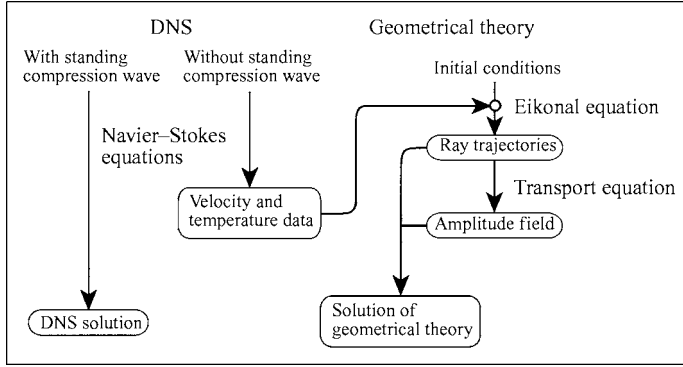 DNS
Geometrical theory
With standing
compression wave
Without standing
compression wave
Initial conditions
Eikonal equation
Navier–Stokes
equations
Ray trajectories
Transport equation
Velocity and
temperature data
Amplitude field
DNS solution
Solution of
geometrical theory